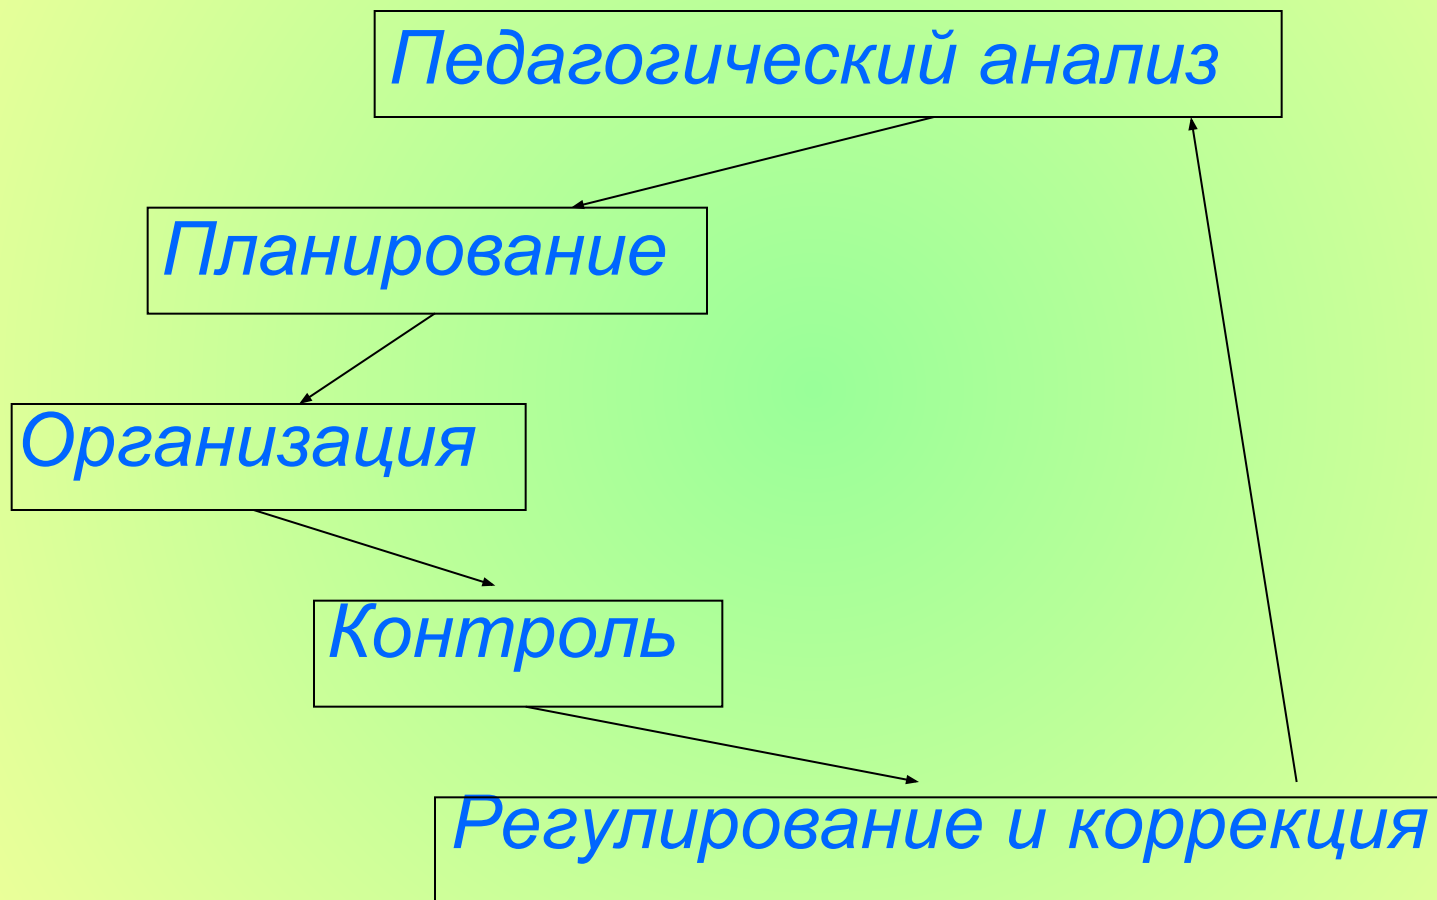 Педагогический анализ
Планирование
Организация
Контроль
Регулирование и коррекция